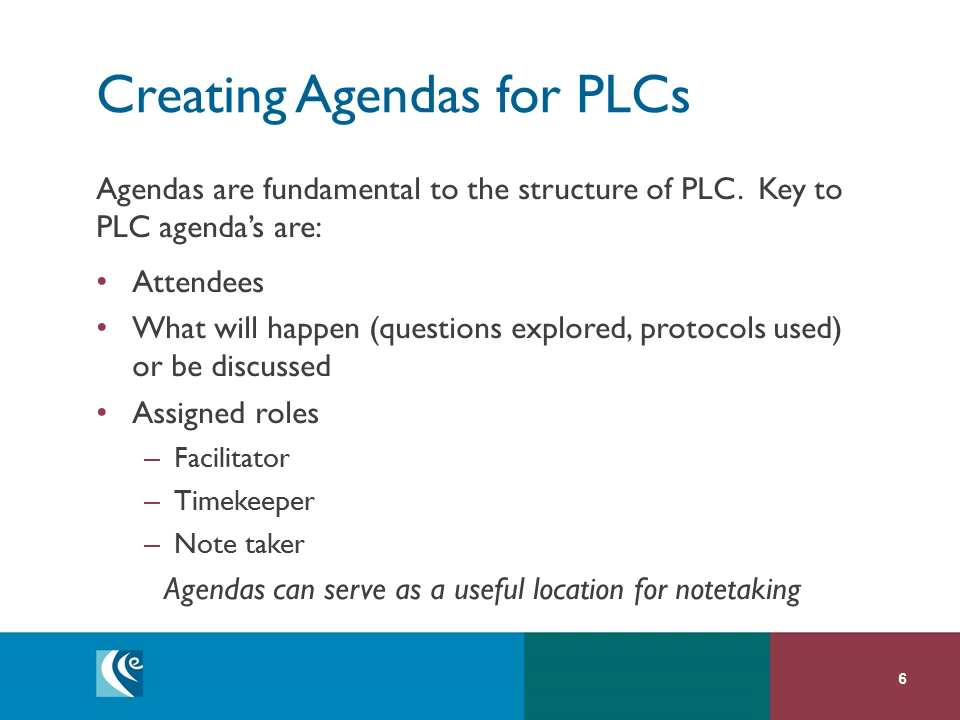 Creating Agendas for PLCs
Agendas are fundamental to the structure of PLC.  Key to
PLC agenda’s are:
• Attendees
• What will happen (questions explored, protocols used)
or be discussed
• Assigned roles
– Facilitator
– Timekeeper
– Note taker
Agendas can serve as a useful location for notetaking
e
6